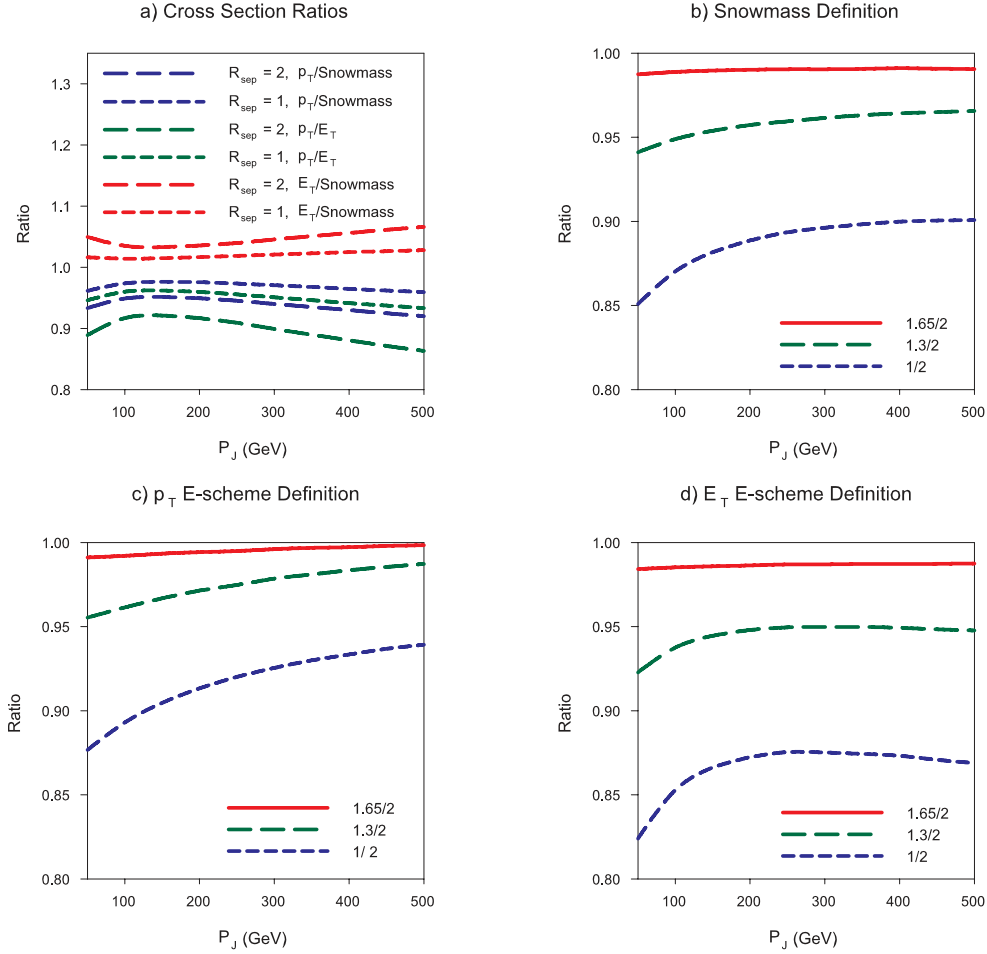 a) Cross Section Ratios
Ratio
1.3
1.2
1.1
1.0
0.9
0.8
R_sep = 2, p_T/Snowmass
R_sep = 1, p_T/Snowmass
R_sep = 2, p_T/E_T
R_sep = 1, p_T/E_T
R_sep = 2, E_T/Snowmass
R_sep = 1, E_T/Snowmass
100 200 300 400 500
P_J (GeV)
b) Snowmass Definition
Ratio
1.00
0.95
0.90
0.85
0.80
1.65/2
1.3/2
1/2
100 200 300 400 500
P_J (GeV)
c) p_T E-scheme Definition
Ratio
1.00
0.95
0.90
0.85
0.80
1.65/2
1.3/2
1/ 2
100 200 300 400 500
P_J (GeV)
d) E_T E-scheme Definition
Ratio
1.00
0.95
0.90
0.85
0.80
1.65/2
1.3/2
1/2
100 200 300 400 500
P_J (GeV)